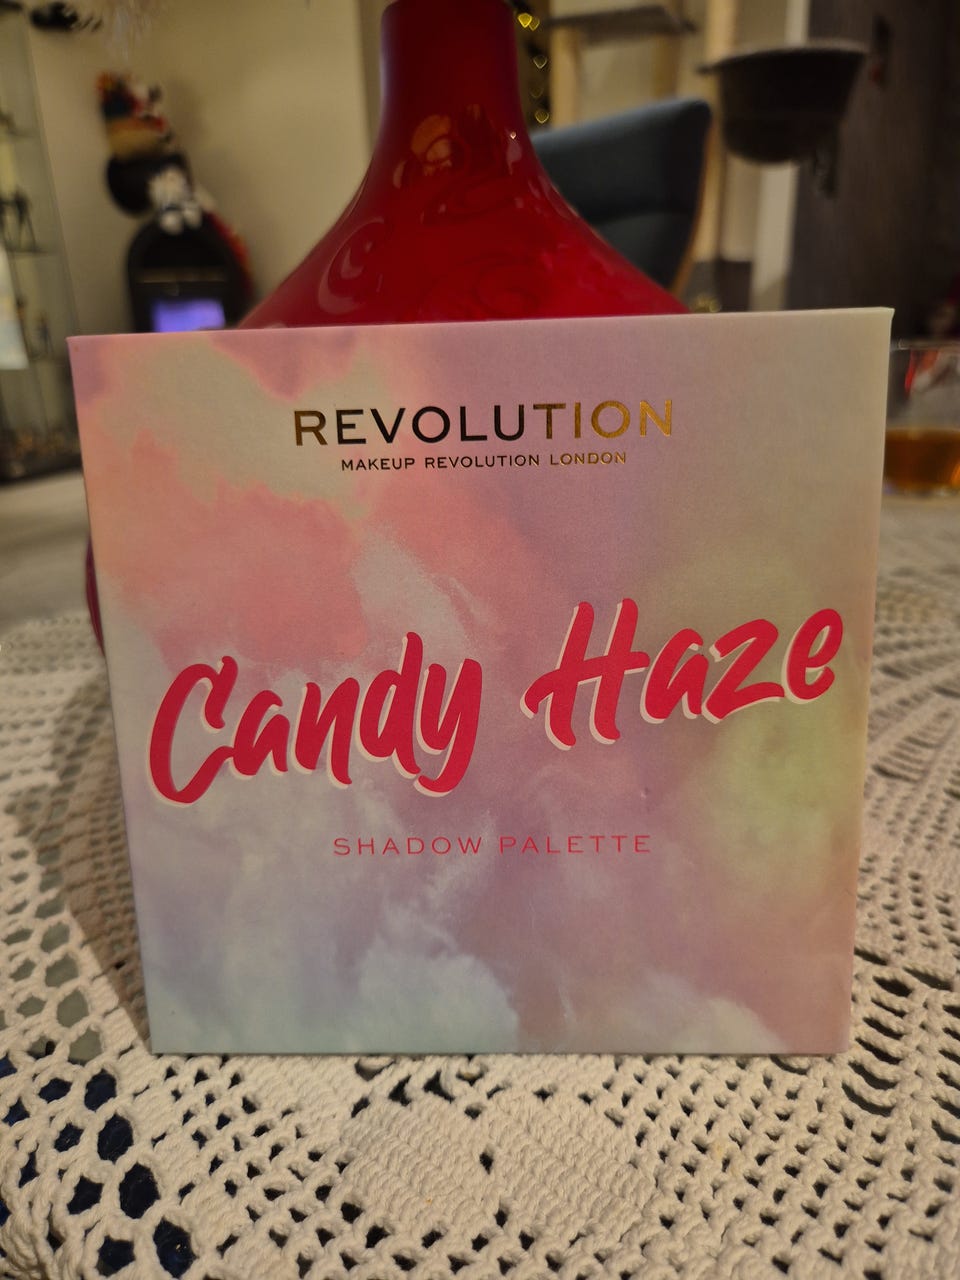 REVOLUTION
MAKEUP REVOLUTION LONDON
Candy Haze
SHADOW PALETTE